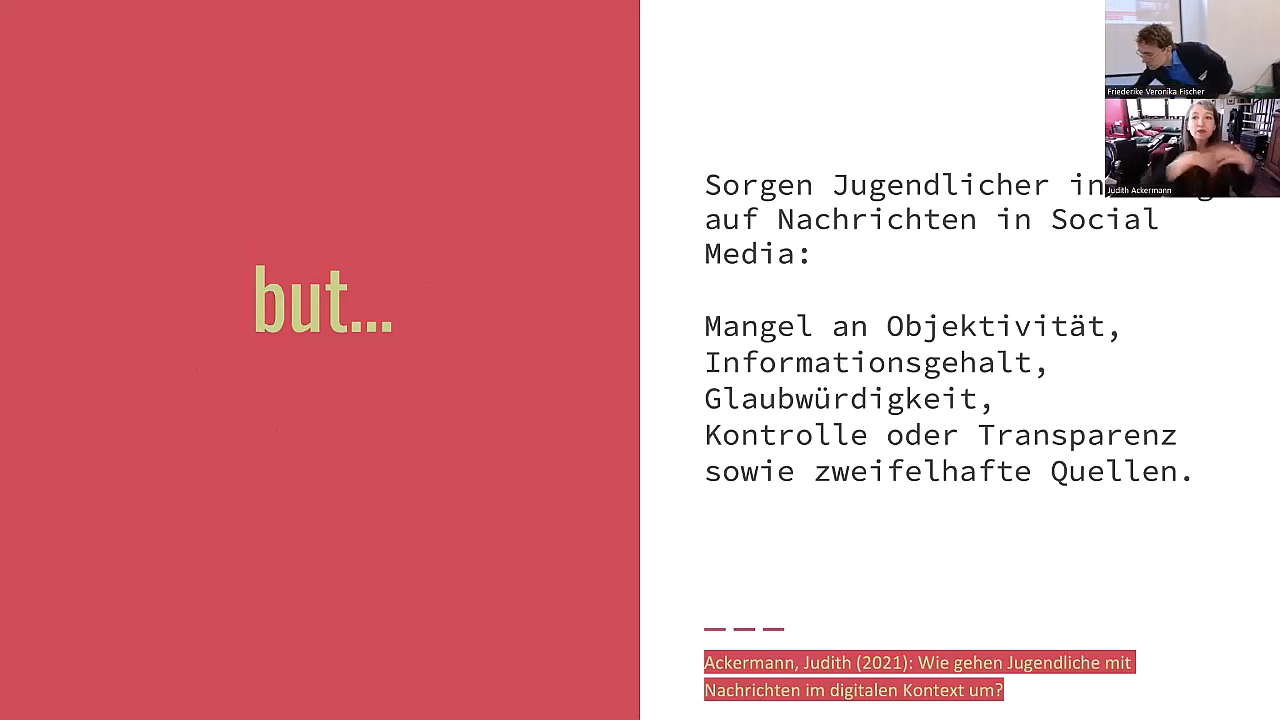 but...
Friederike Veronika Fischer
Judith Ackermann
Sorgen Jugendlicher in
auf Nachrichten in Social
Media:
Mangel an Objektivität,
Informationsgehalt,
Glaubwürdigkeit,
Kontrolle oder Transparenz
sowie zweifelhafte Quellen.
Ackermann, Judith (2021): Wie gehen Jugendliche mit
Nachrichten im digitalen Kontext um?